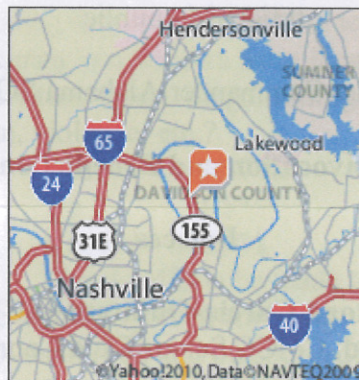 Hendersonville
SUMNER
COUNTY
65
Lakewood
24
DAVIDSON COUNTY
31E
155
Nashville
40
©Yahoo!2010, Data©NAVTEQ2009